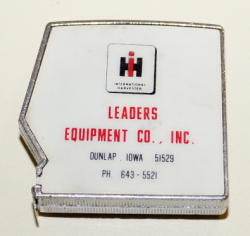 INTERNATIONAL
HARVESTER
LEADERS
EQUIPMENT CO., INC.
DUNLAP, IOWA 51529
PH. 643-5521